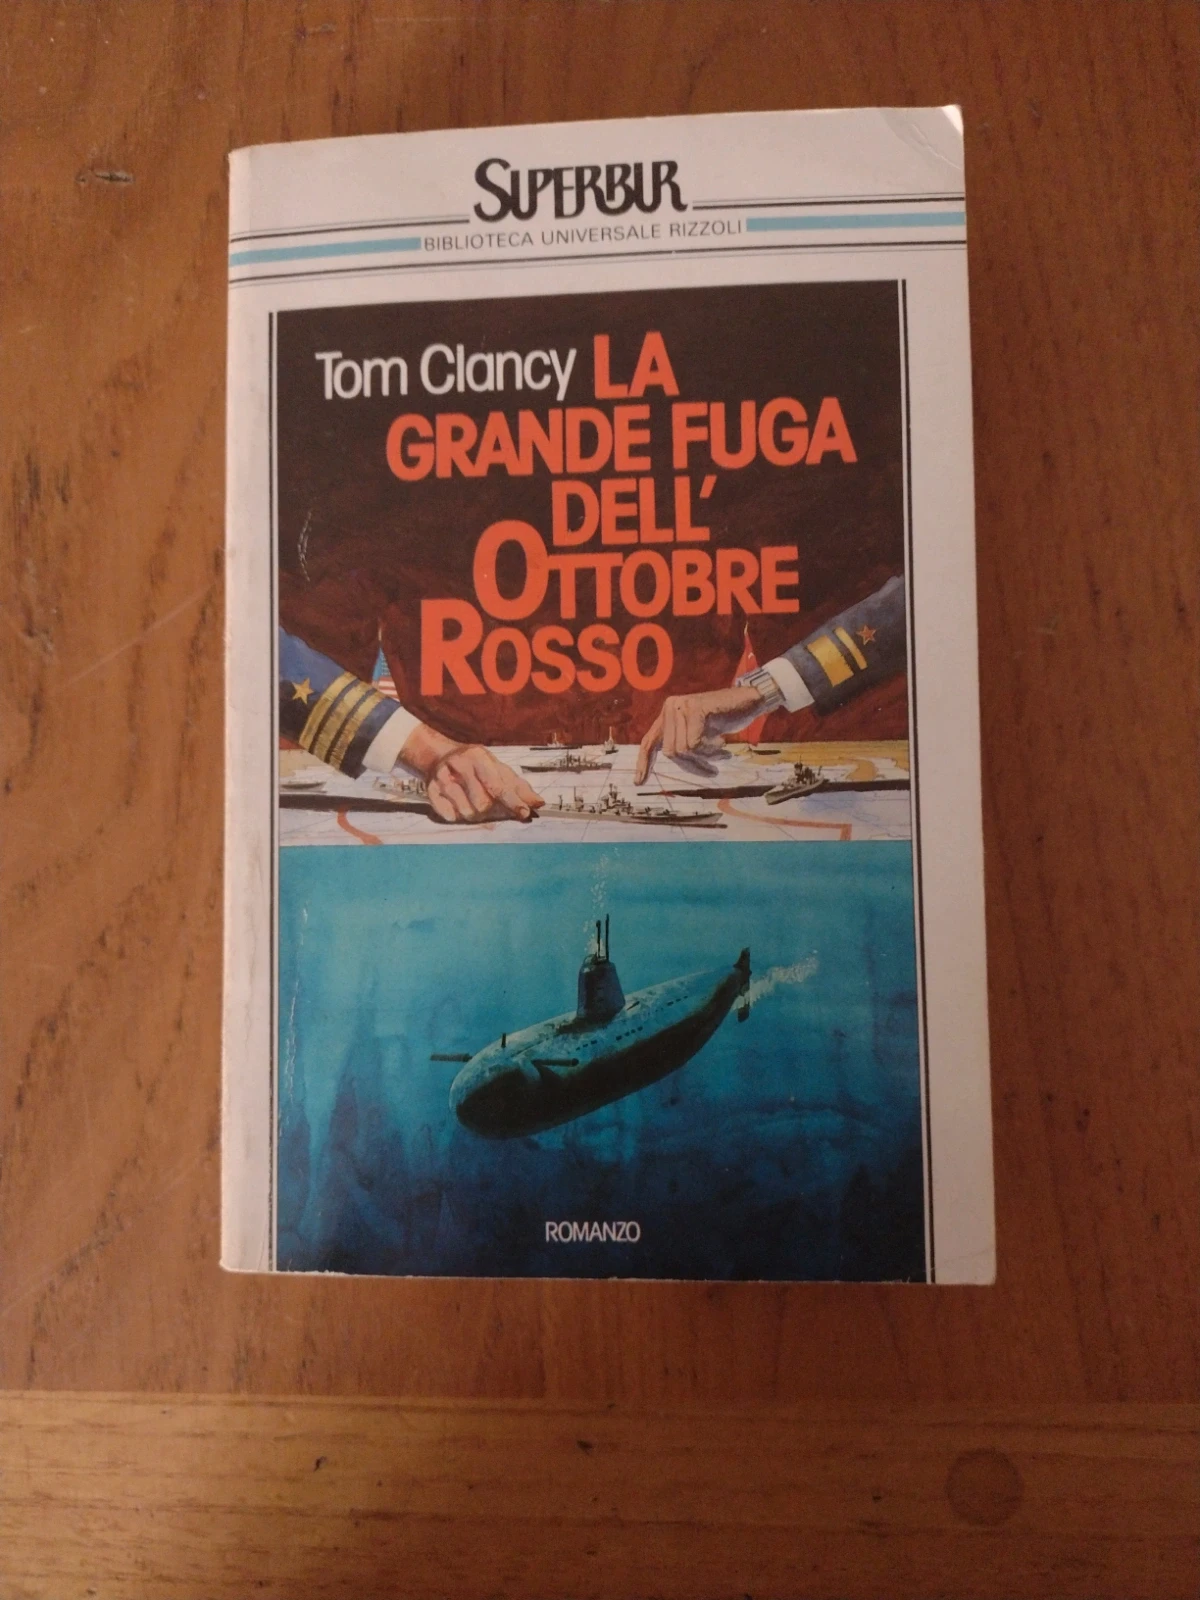 SUPERBUR
BIBLIOTECA UNIVERSALE RIZZOLI
Tom Clancy LA
GRANDE FUGA
DELL'
OTTOBRE
ROSSO
ROMANZO